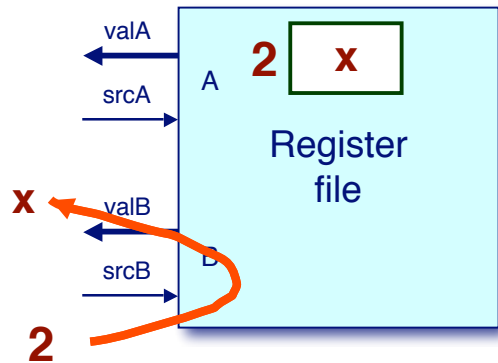 valA
2 x
A
srcA
Register
file
x
valB
B
srcB
2